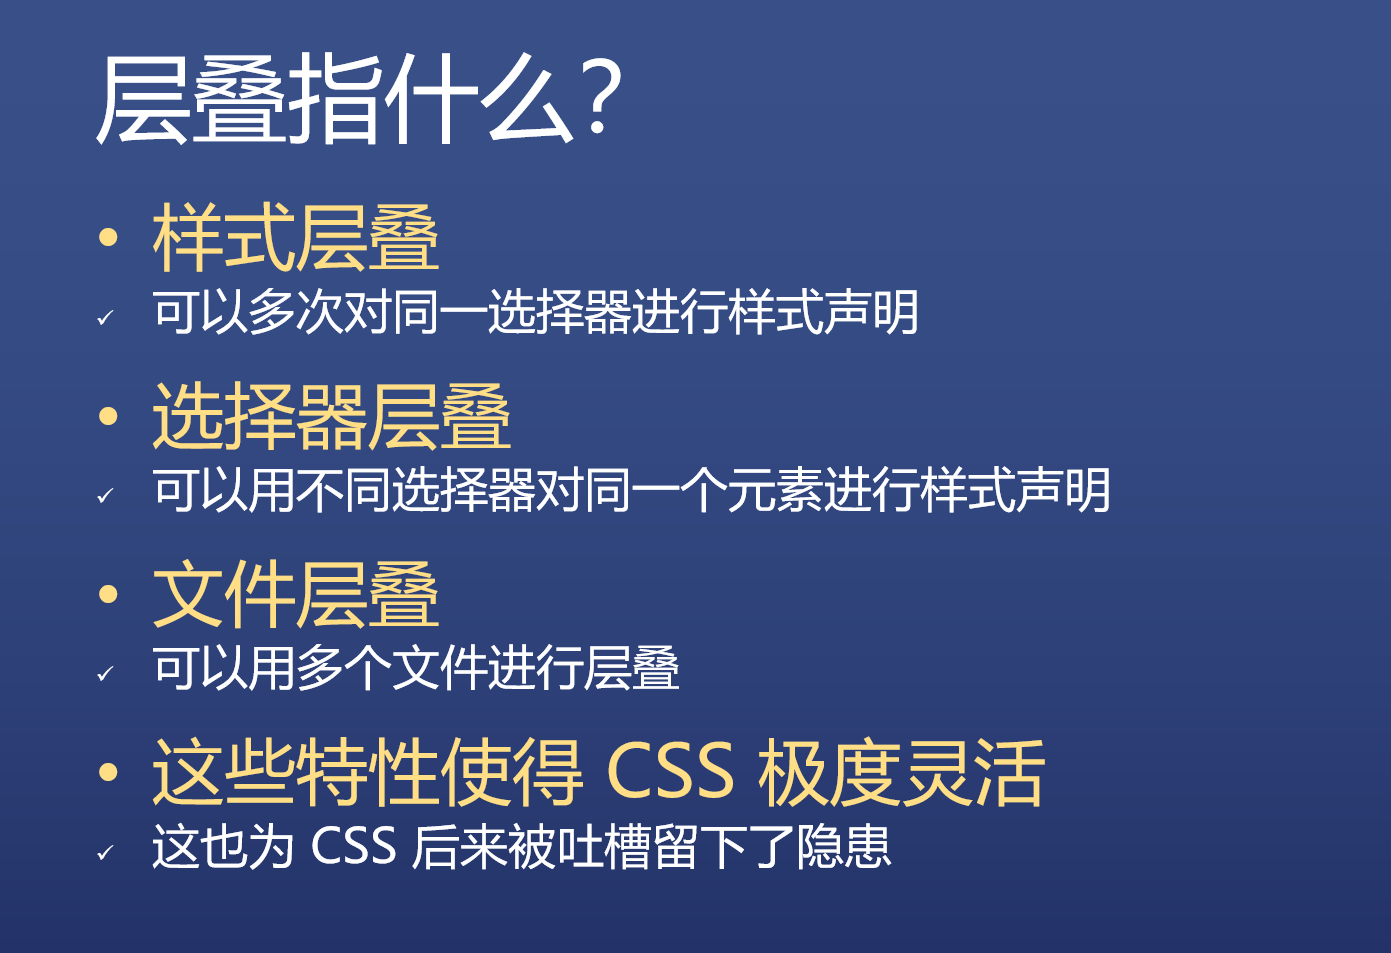 层叠指什么？
• 样式层叠
✓ 可以多次对同一选择器进行样式声明
• 选择器层叠
✓ 可以用不同选择器对同一个元素进行样式声明
• 文件层叠
✓ 可以用多个文件进行层叠
• 这些特性使得 CSS 极度灵活
✓ 这也为 CSS 后来被吐槽留下了隐患